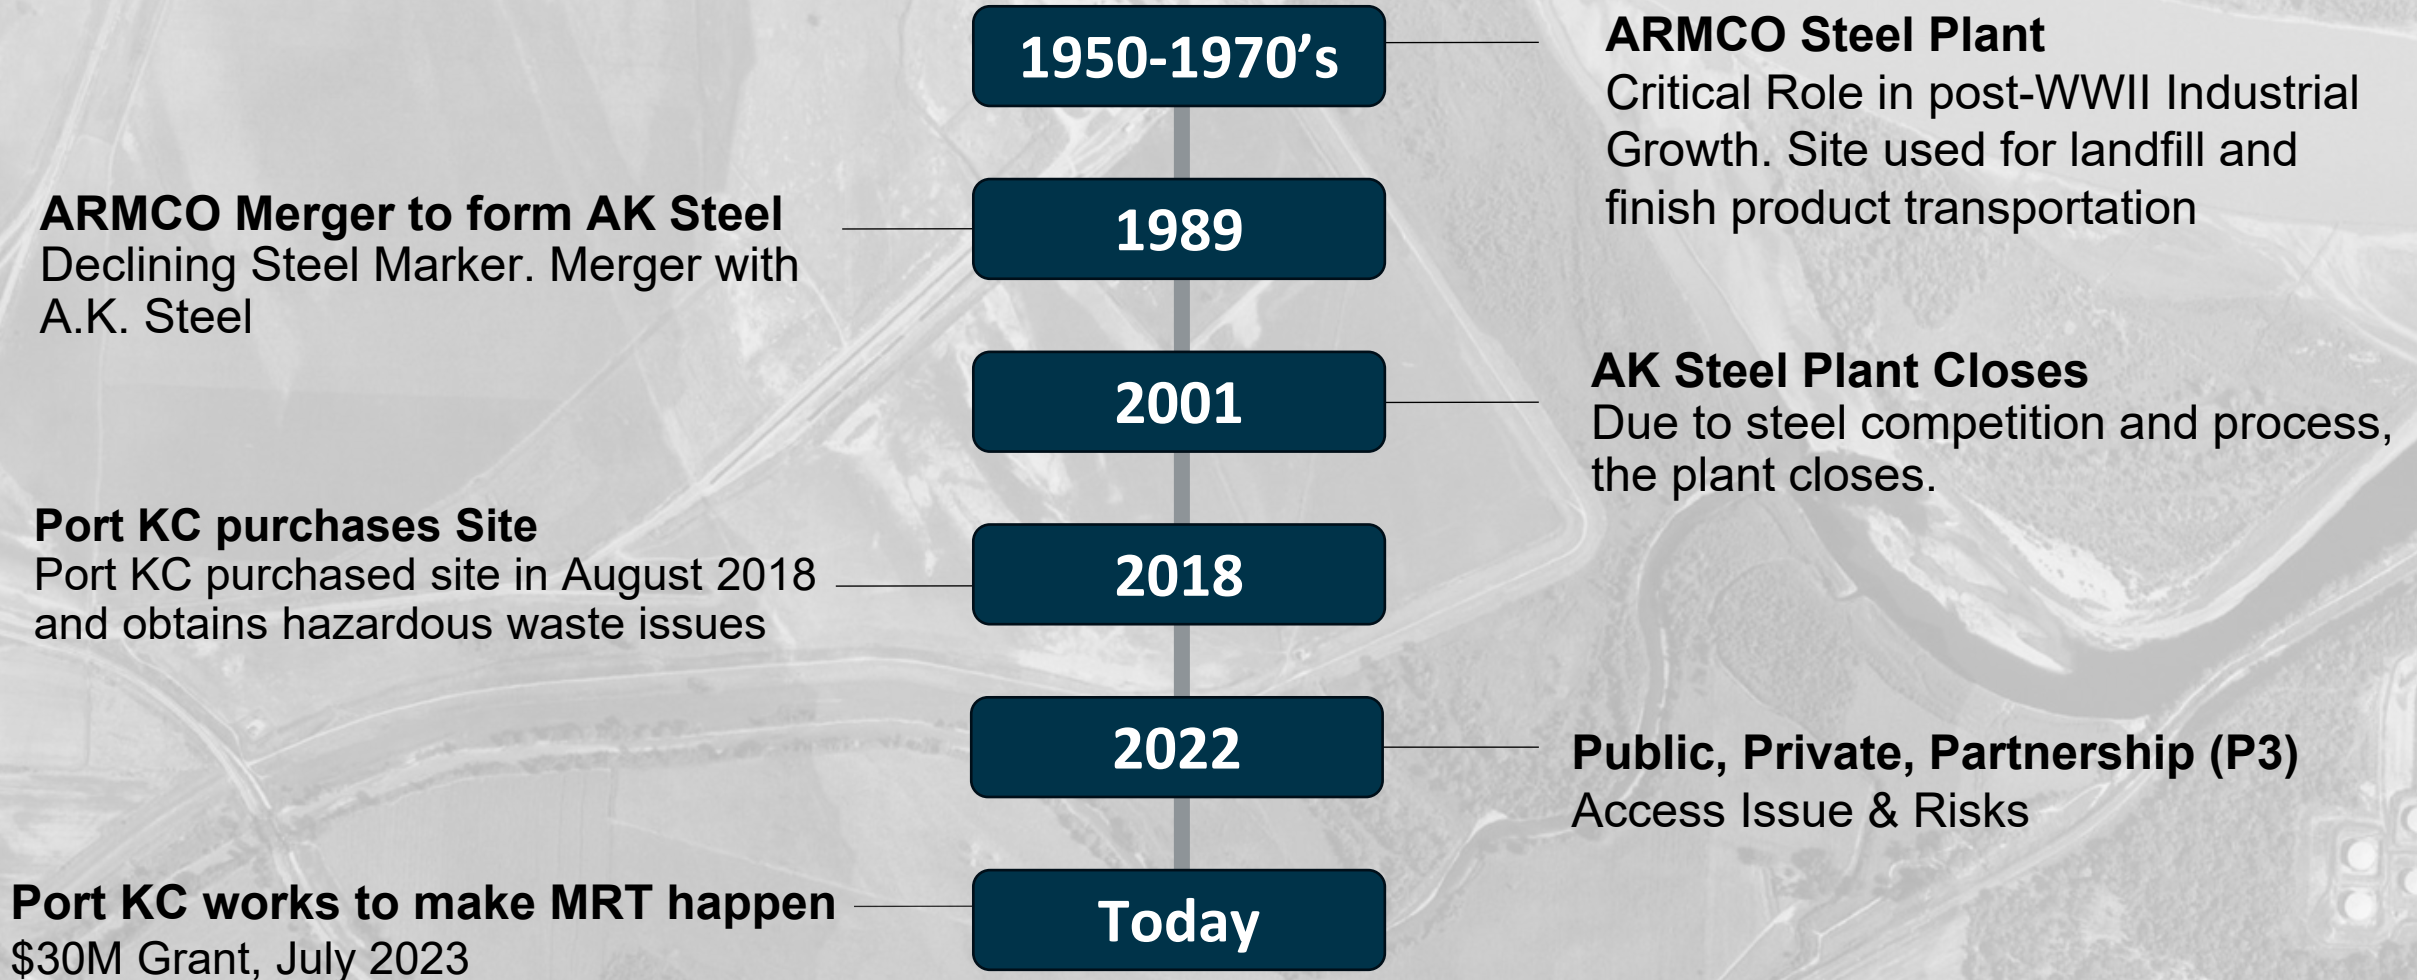 1950-1970’s
ARMCO Steel Plant
Critical Role in post-WWII Industrial
Growth. Site used for landfill and
finish product transportation
1989
ARMCO Merger to form AK Steel
Declining Steel Marker. Merger with
A.K. Steel
2001
AK Steel Plant Closes
Due to steel competition and process,
the plant closes.
2018
Port KC purchases Site
Port KC purchased site in August 2018
and obtains hazardous waste issues
2022
Public, Private, Partnership (P3)
Access Issue & Risks
Today
Port KC works to make MRT happen
$30M Grant, July 2023